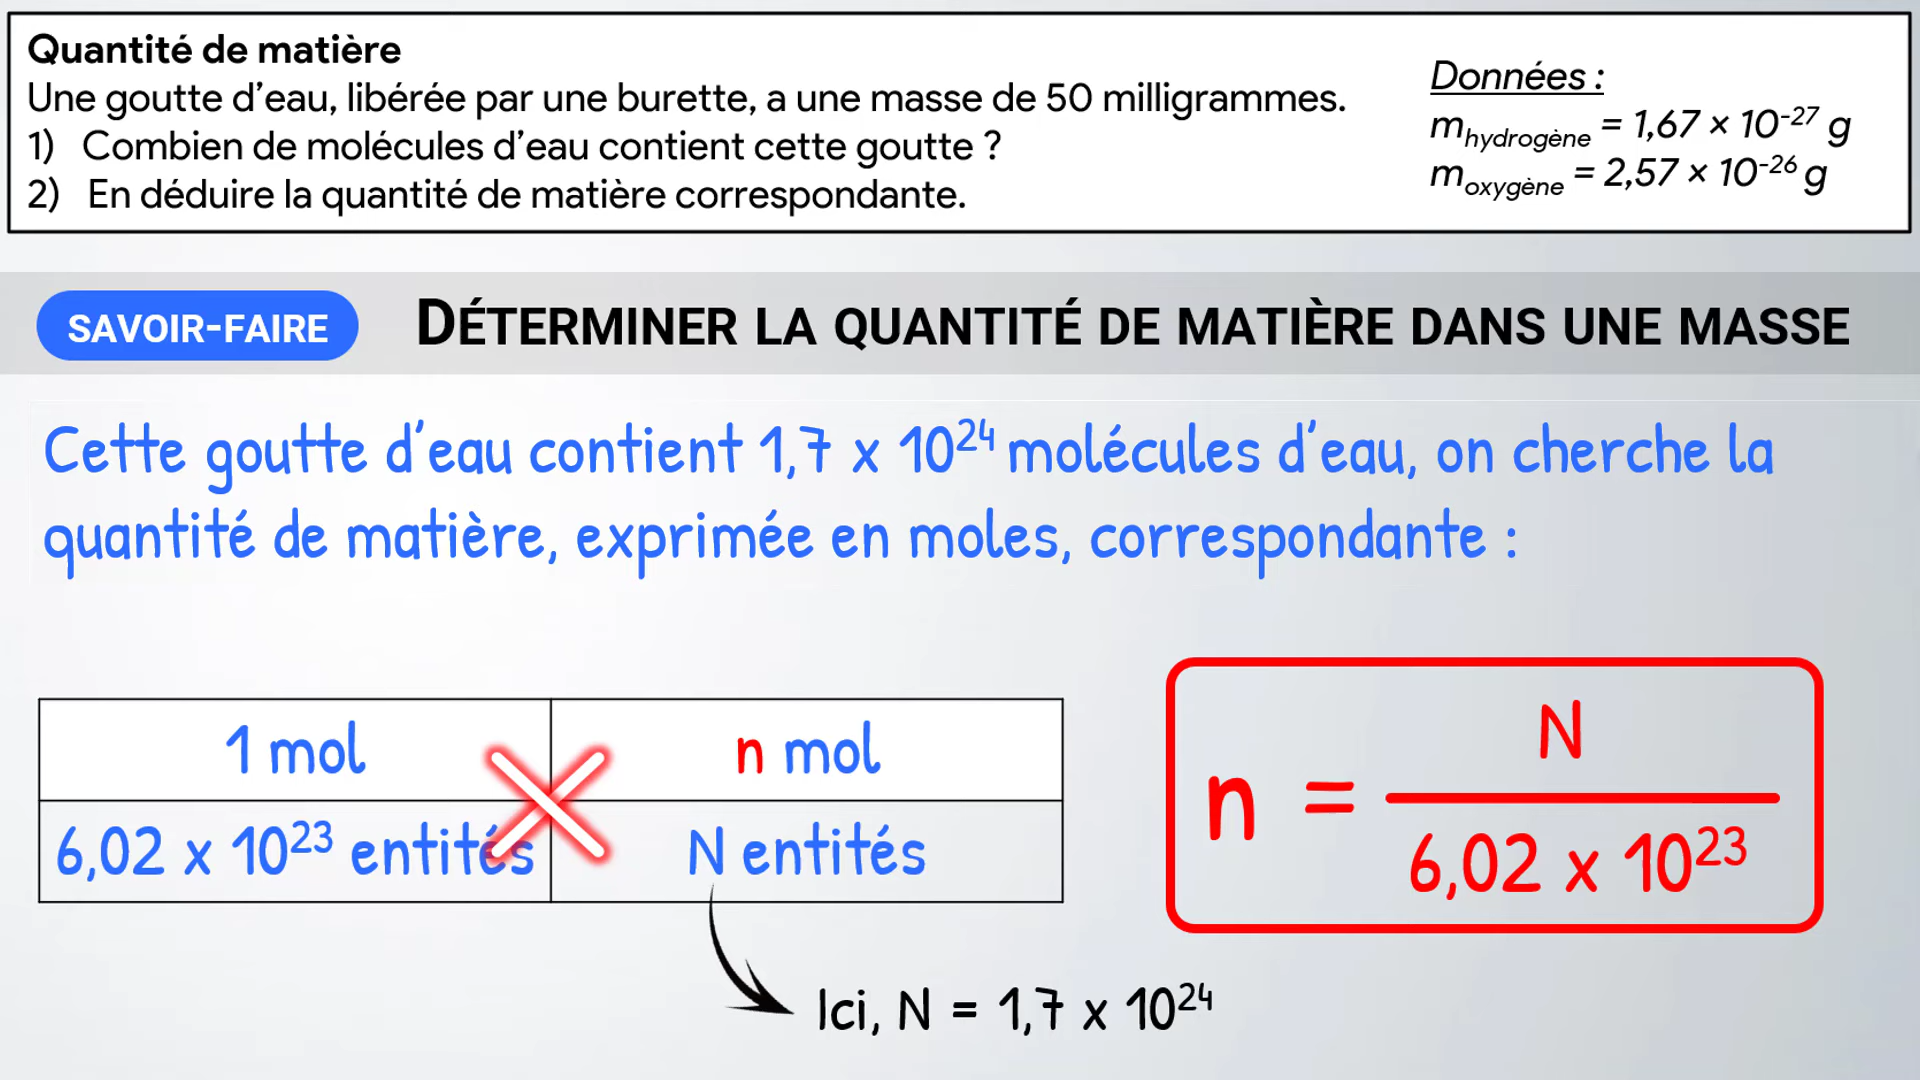 Quantité de matière
Une goutte d’eau, libérée par une burette, a une masse de 50 milligrammes.
1) Combien de molécules d’eau contient cette goutte ?
2) En déduire la quantité de matière correspondante.
Données :
m_hydrogène = 1,67 × 10⁻²⁷ g
m_oxygène = 2,57 × 10⁻²⁶ g
SAVOIR-FAIRE
DÉTERMINER LA QUANTITÉ DE MATIÈRE DANS UNE MASSE
Cette goutte d’eau contient 1,7 x 10²⁴ molécules d’eau, on cherche la
quantité de matière, exprimée en moles, correspondante :
1 mol
n mol
6,02 x 10²³ entités
N entités
n = N / 6,02 x 10²³
Ici, N = 1,7 x 10²⁴